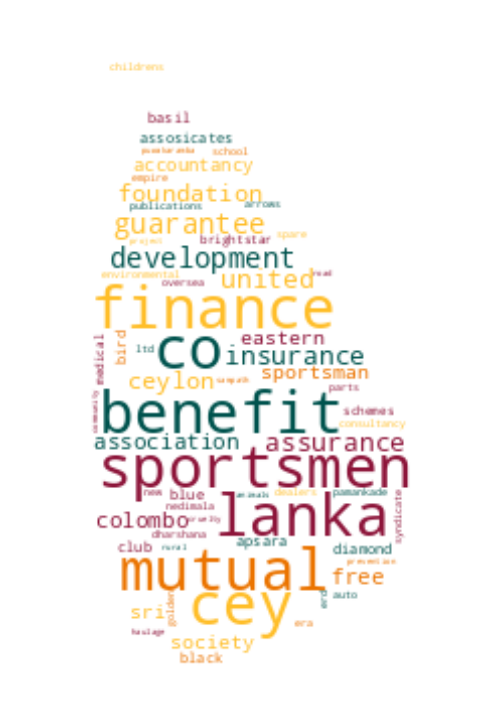 childrens
basil
assosicates
school
accountancy
empire
foundation
publications arrows
guarantee
project brightstar spare
development
environmental united road
oversea
finance
medical bird ltd co eastern
insurance
sportsman
ceylon sampath
parts
community benefit schemes
consultancy
association assurance
sportsmen
new blue animals dealers pamankade
nedimala lanka syndicate
colombo cruelty
dharshana
club rural apsara diamond
prevention
mutual free
golden cey era auto
sri
era
haulage society
black